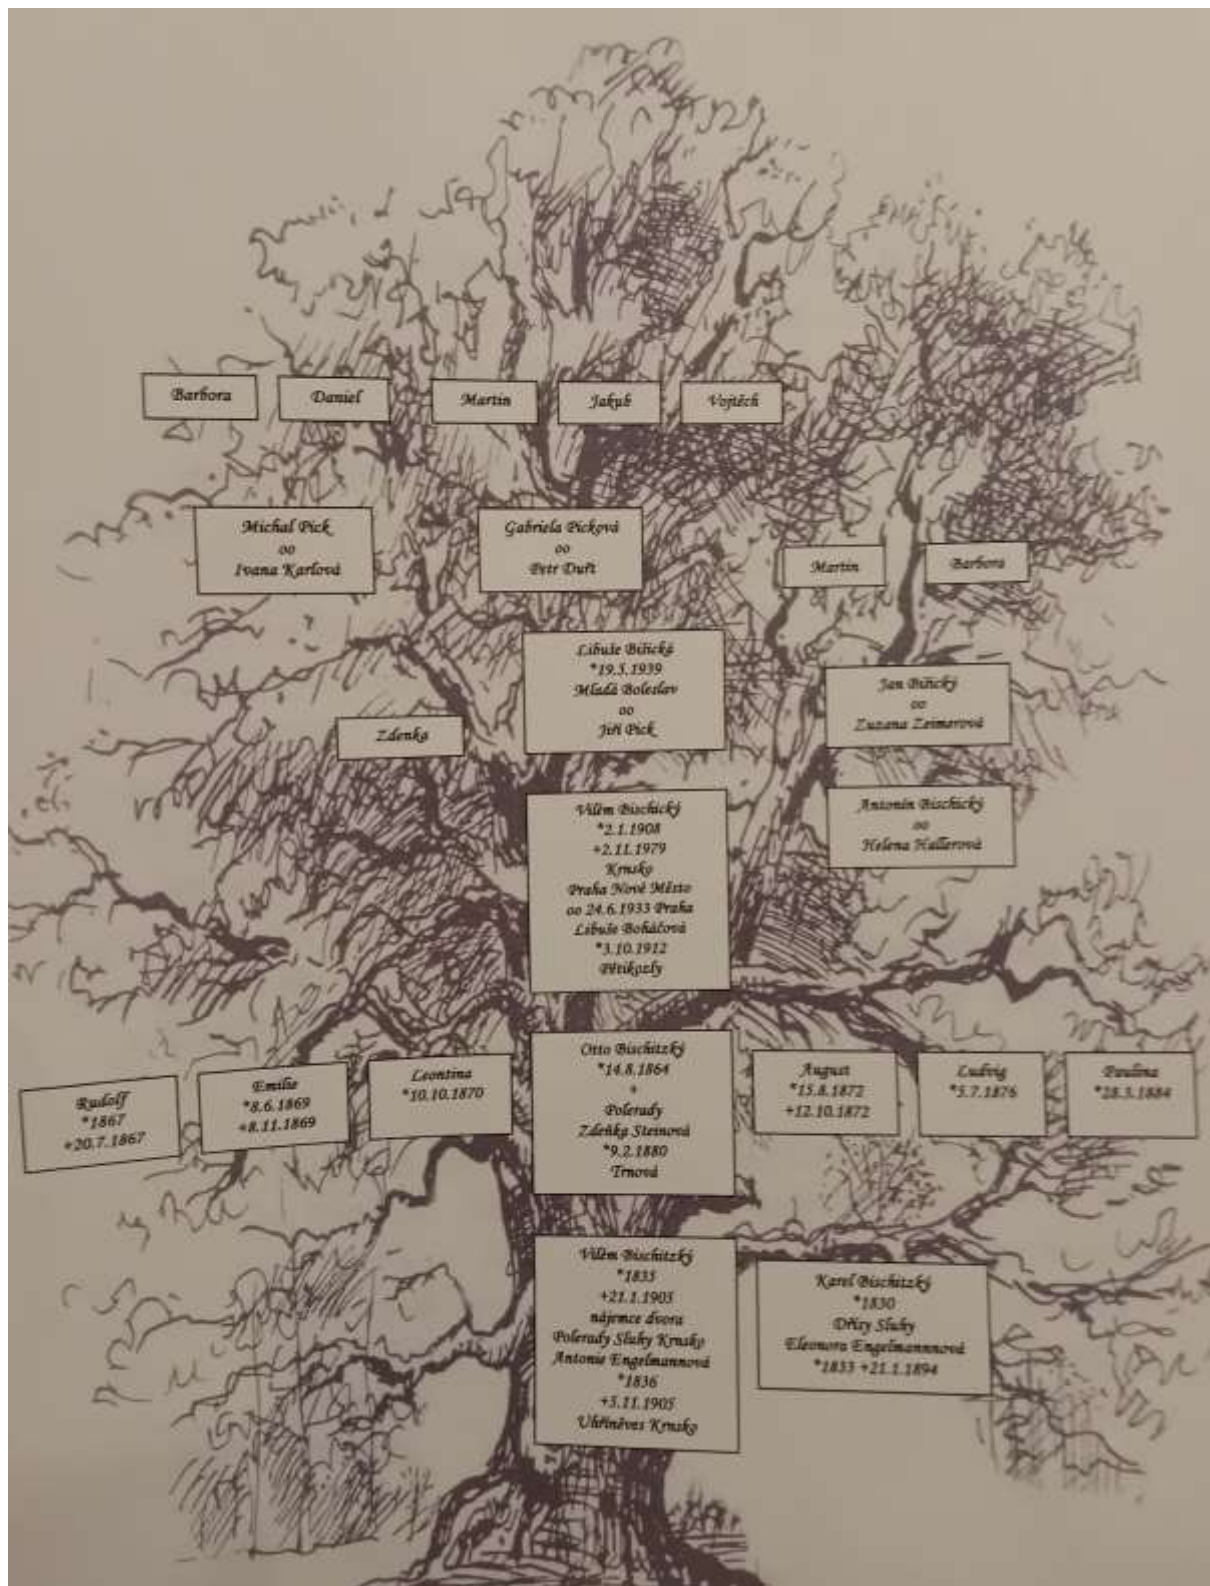 Barbora
Daniel
Martin
Jakub
Vojtěch
Michal Pick
oo
Ivana Karlová
Gabriela Picková
oo
Petr Duft
Martin
Barbora
Libuše Bišická
*19.5.1939
Mladá Boleslav
oo
Jiří Pick
Jan Bišický
oo
Zuzana Zeimerová
Zdenka
Vilém Bischický
*2.1.1908
+2.11.1979
Krnsko
Praha Nové Město
oo 24.6.1933 Praha
Libuše Boháčová
*3.10.1912
Přikozly
Antonín Bischický
oo
Helena Hallerová
Rudolf
*1867
+20.7.1867
Emilie
*8.6.1869
+8.11.1869
Leontina
*10.10.1870
Otto Bischitzký
*14.8.1864
+
Polerady
Zdeňka Steinová
*9.2.1880
Trnová
August
*15.8.1872
+12.10.1872
Ludvig
*5.7.1876
Paulina
*28.3.1884
Vilém Bischitzký
*1835
+21.1.1905
nájemce dvora
Polerady Sluhy Krnsko
Antonie Engelmannová
*1836
+5.11.1905
Uhříněves Krnsko
Karel Bischitzký
*1830
Dřísy Sluhy
Eleonora Engelmannnová
*1833 +21.1.1894